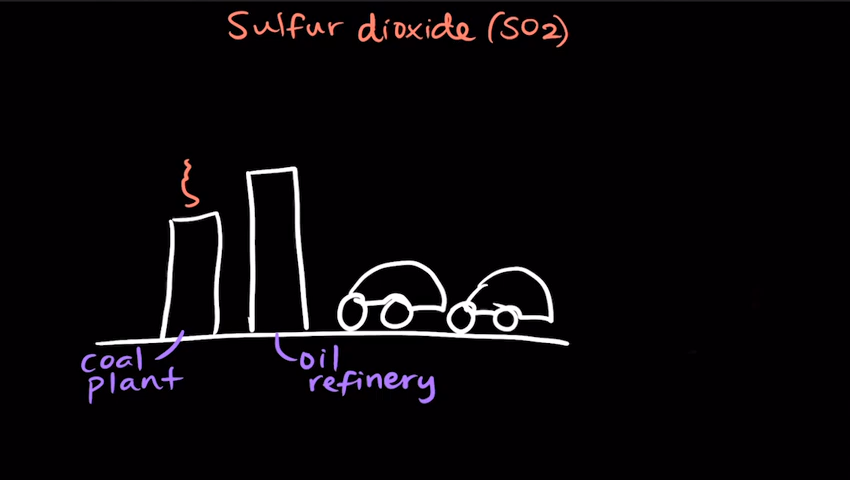 Sulfur dioxide (SO2)
coal
plant
oil
refinery